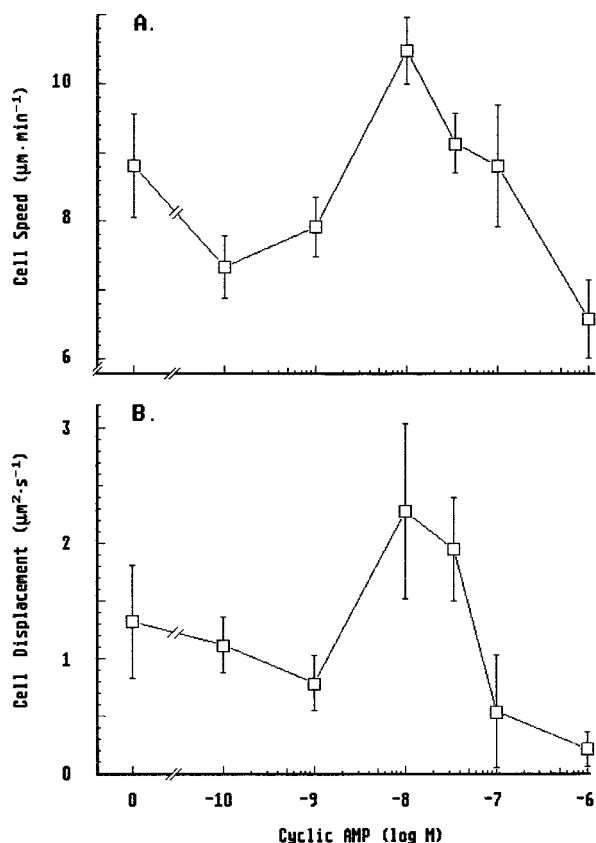 A.
Cell Speed (µm·min⁻¹)
10
8
6
B.
Cell Displacement (µm²·s⁻¹)
3
2
1
0
0 -10 -9 -8 -7 -6
Cyclic AMP (log M)